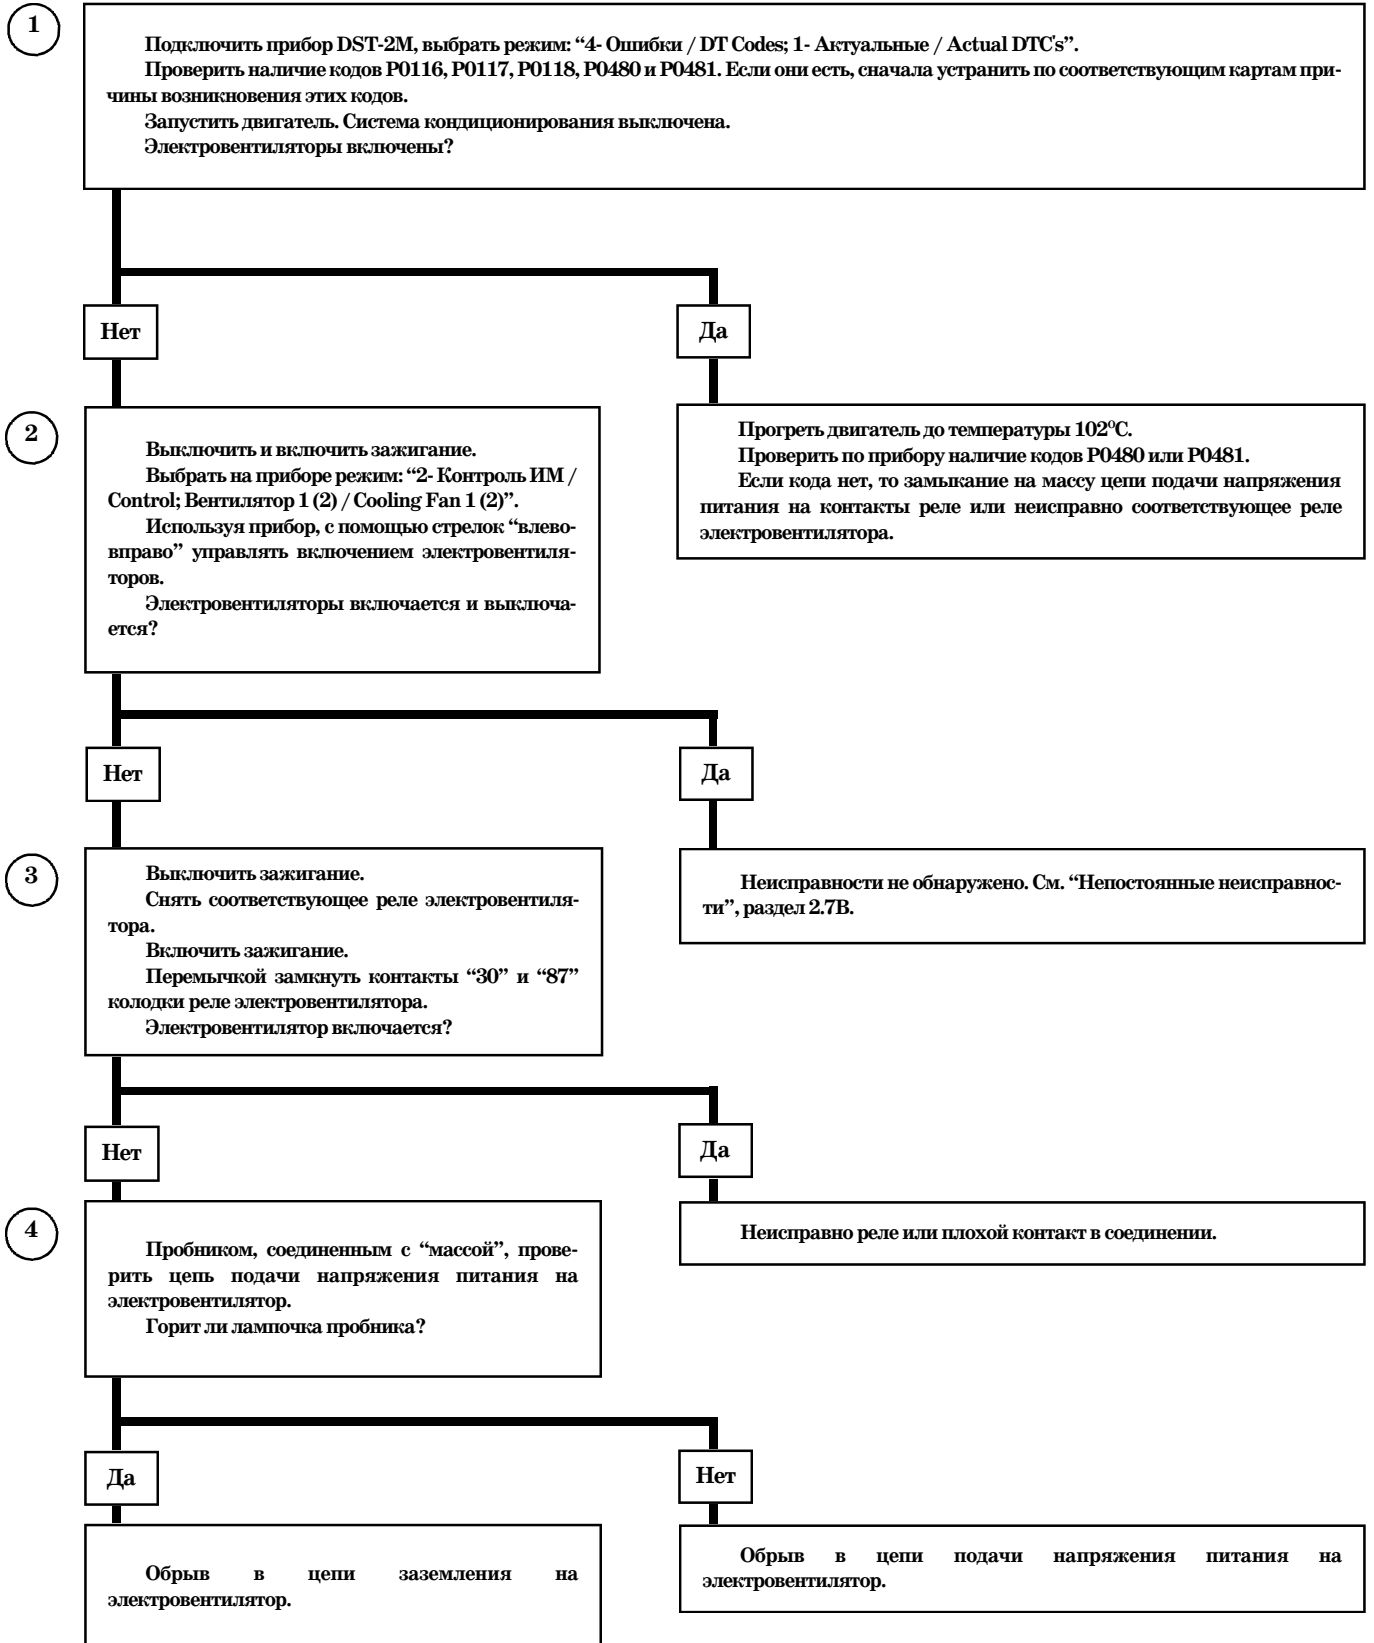 1
Подключить прибор DST-2М, выбрать режим: “4- Ошибки / DT Codes; 1- Актуальные / Actual DTC's”.
Проверить наличие кодов P0116, P0117, P0118, P0480 и P0481. Если они есть, сначала устранить по соответствующим картам при-
чины возникновения этих кодов.
Запустить двигатель. Система кондиционирования выключена.
Электровентиляторы включены?
Нет
Да
2
Выключить и включить зажигание.
Выбрать на приборе режим: “2- Контроль ИМ /
Control; Вентилятор 1 (2) / Cooling Fan 1 (2)”.
Используя прибор, с помощью стрелок “влево-
вправо” управлять включением электровентиля-
торов.
Электровентиляторы включается и выключа-
ется?
Прогреть двигатель до температуры 102°С.
Проверить по прибору наличие кодов P0480 или P0481.
Если кода нет, то замыкание на массу цепи подачи напряжения
питания на контакты реле или неисправно соответствующее реле
электровентилятора.
Нет
Да
3
Выключить зажигание.
Снять соответствующее реле электровентиля-
тора.
Включить зажигание.
Перемычкой замкнуть контакты “30” и “87”
колодки реле электровентилятора.
Электровентилятор включается?
Неисправности не обнаружено. См. “Непостоянные неисправнос-
ти”, раздел 2.7В.
Нет
Да
4
Пробником, соединенным с “массой”, прове-
рить цепь подачи напряжения питания на
электровентилятор.
Горит ли лампочка пробника?
Неисправно реле или плохой контакт в соединении.
Да
Нет
Обрыв в цепи заземления на
электровентилятор.
Обрыв в цепи подачи напряжения питания на
электровентилятор.